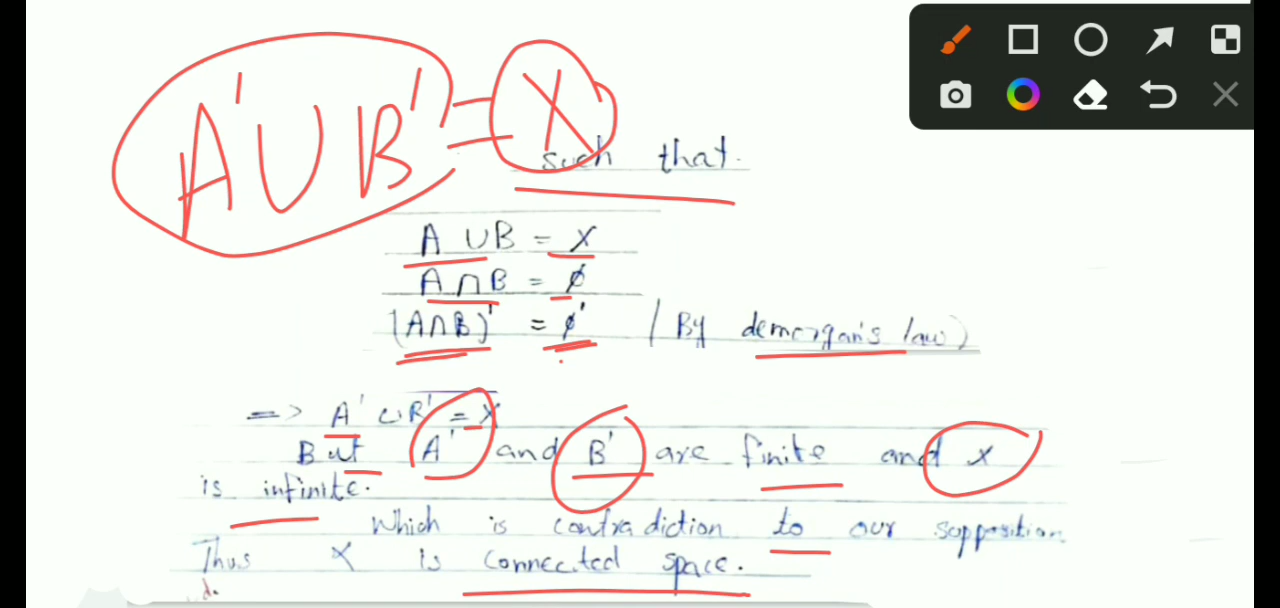 A' ∪ B' = X
such that.
A ∪ B = X
A ∩ B = ∅
(A∩B)' = ∅' (By demorgan's law)
=> A' ∪ B' = X
But A' and B' are finite and X
is infinite.
Which is contradiction to our supposition
Thus X is connected space.